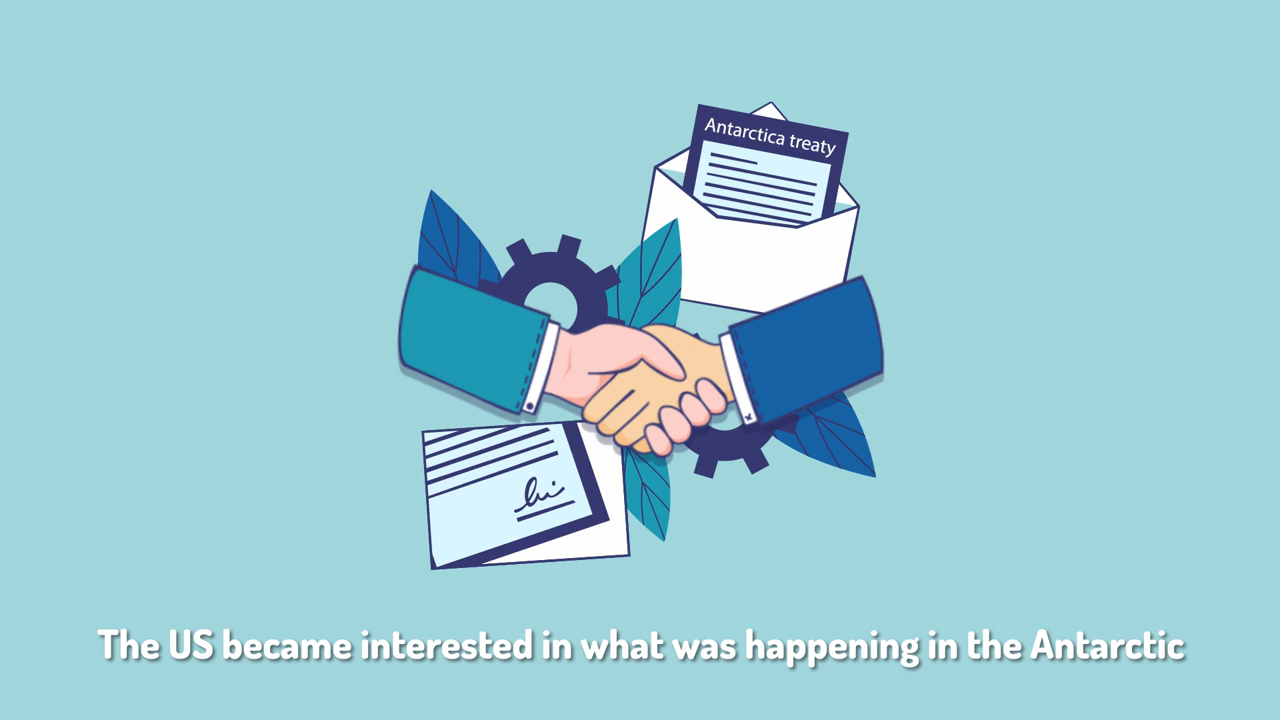 Antarctica treaty
The US became interested in what was happening in the Antarctic